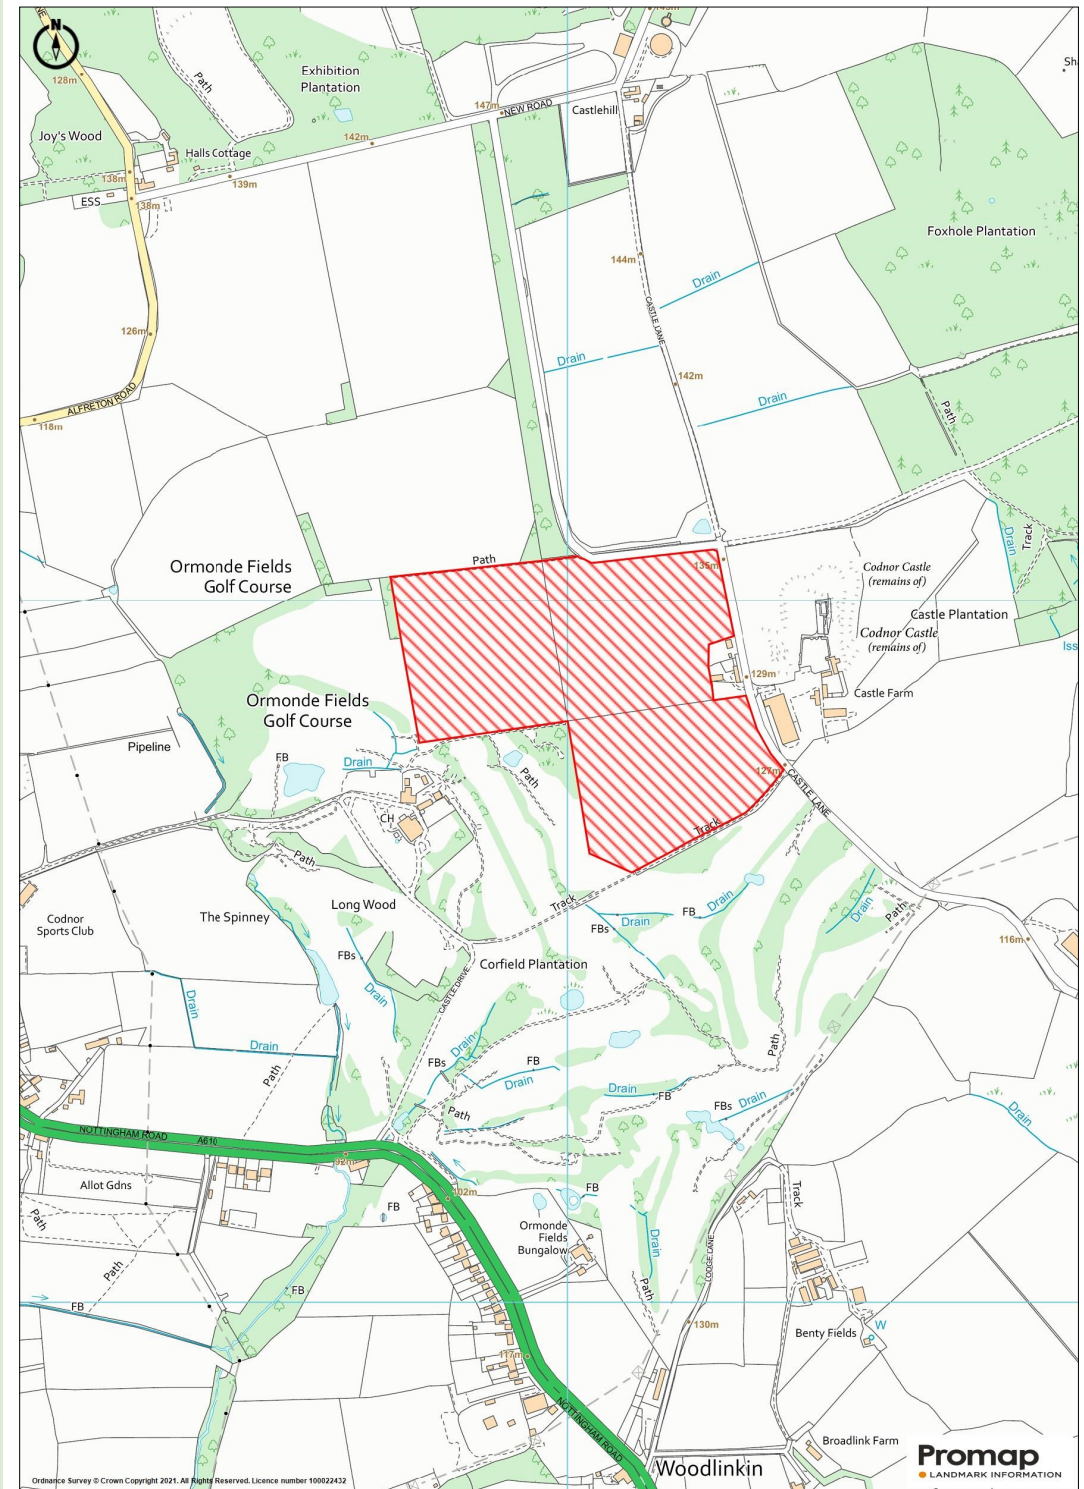 N
128m
Path
Exhibition
Plantation
147m
NEW ROAD
Castlehill
Joy's Wood
142m
Halls Cottage
138m
139m
ESS
138m
Foxhole Plantation
144m
Drain
CASTLE LANE
126m
Drain
142m
Drain
ALFRETON ROAD
118m
Path
Drain
Track
Path
135m
Ormonde Fields
Golf Course
Codnor Castle
(remains of)
Castle Plantation
Codnor Castle
(remains of)
Iss
129m
Castle Farm
Ormonde Fields
Golf Course
Pipeline
FB
Drain
Path
127m
CASTLE LANE
CH
Track
Path
Long Wood
The Spinney
Codnor
Sports Club
Track
Drain
FB
FBs
Drain
Drain
Path
116m
FBs
Drain
Corfield Plantation
CASTLE DRIVE
Drain
Drain
Path
FBs
Drain
FB
Drain
Path
Drain
FB
FBs
Drain
Path
Drain
NOTTINGHAM ROAD
A610
92m
102m
Allot Gdns
FB
FB
Track
Path
Ormonde
Fields
Bungalow
Drain
LODGE LANE
Path
FB
Path
FB
130m
Benty Fields
W
117m
NOTTINGHAM ROAD
Broadlink Farm
Woodlinkin
Promap
LANDMARK INFORMATION
Ordnance Survey © Crown Copyright 2021. All Rights Reserved. Licence number 100022432